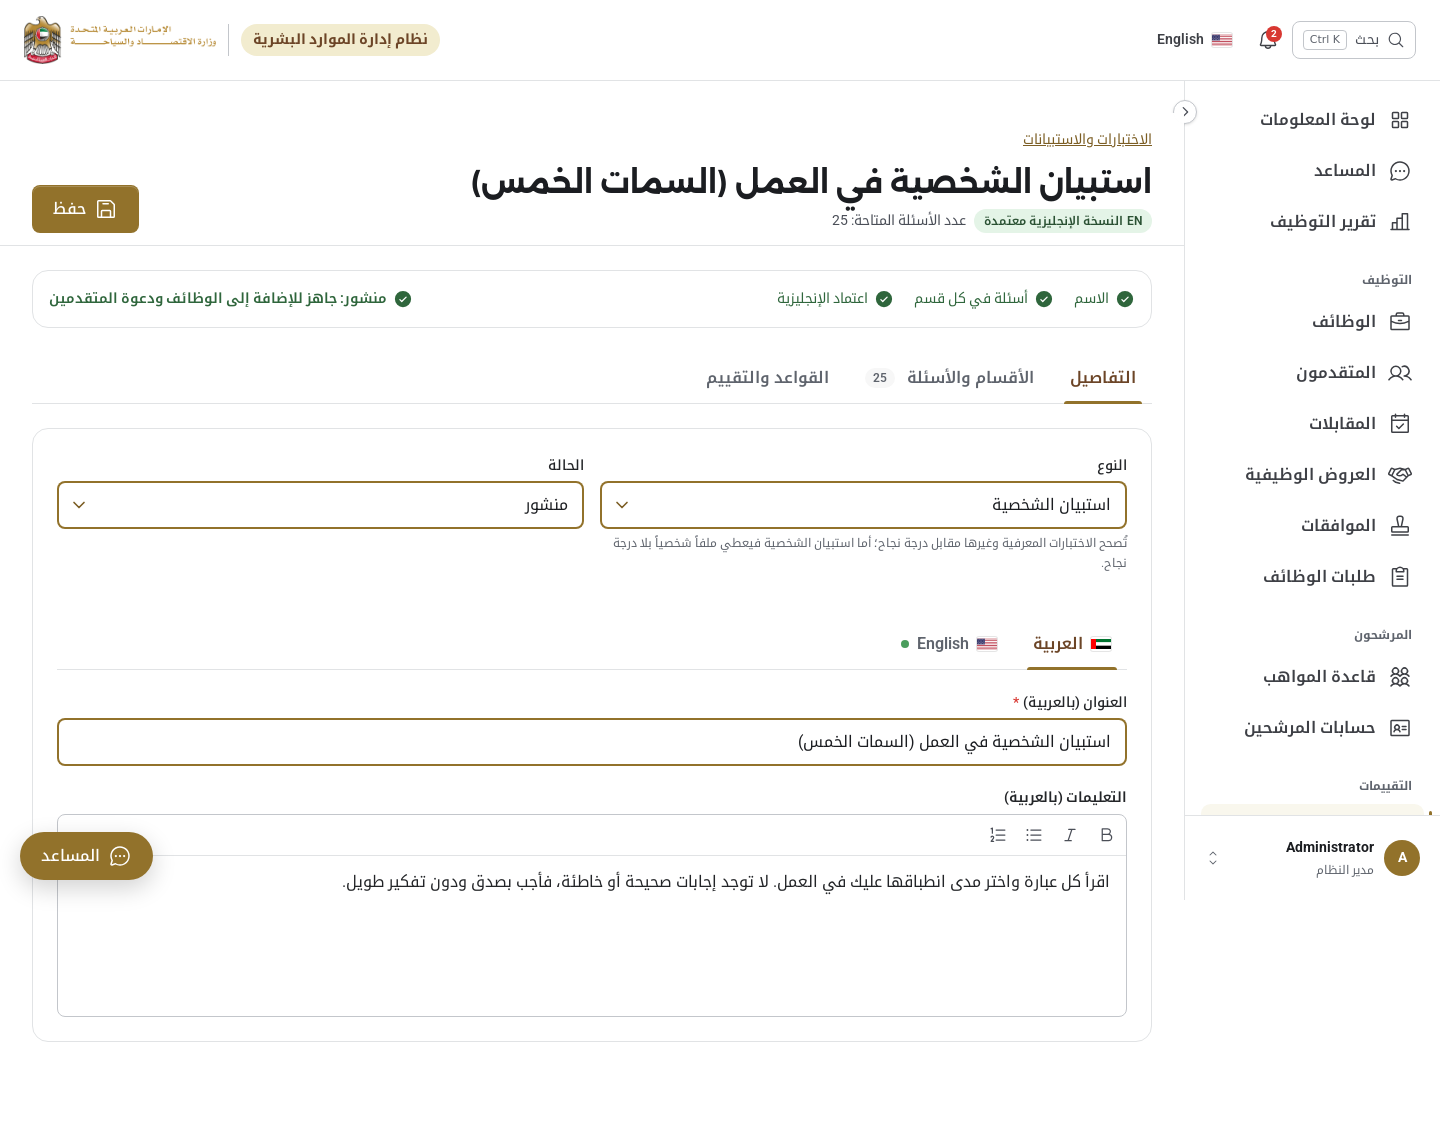 الإمارات العربية المتحدة
وزارة الاقتصاد والسياحة
نظام إدارة الموارد البشرية
English
2
بحث
Ctrl K
لوحة المعلومات
المساعد
تقرير التوظيف
التوظيف
الوظائف
المتقدمون
المقابلات
العروض الوظيفية
الموافقات
طلبات الوظائف
المرشحون
قاعدة المواهب
حسابات المرشحين
التقييمات
A
Administrator
مدير النظام
الاختبارات والاستبيانات
استبيان الشخصية في العمل (السمات الخمس)
EN النسخة الإنجليزية معتمدة
عدد الأسئلة المتاحة: 25
حفظ
الاسم
أسئلة في كل قسم
اعتماد الإنجليزية
منشور: جاهز للإضافة إلى الوظائف ودعوة المتقدمين
التفاصيل
الأقسام والأسئلة 25
القواعد والتقييم
النوع
استبيان الشخصية
تُصحح الاختبارات المعرفية وغيرها مقابل درجة نجاح؛ أما استبيان الشخصية فيعطي ملفاً شخصياً بلا درجة
نجاح.
الحالة
منشور
العربية
English
العنوان (بالعربية) *
استبيان الشخصية في العمل (السمات الخمس)
التعليمات (بالعربية)
اقرأ كل عبارة واختر مدى انطباقها عليك في العمل. لا توجد إجابات صحيحة أو خاطئة، فأجب بصدق ودون تفكير طويل.
المساعد